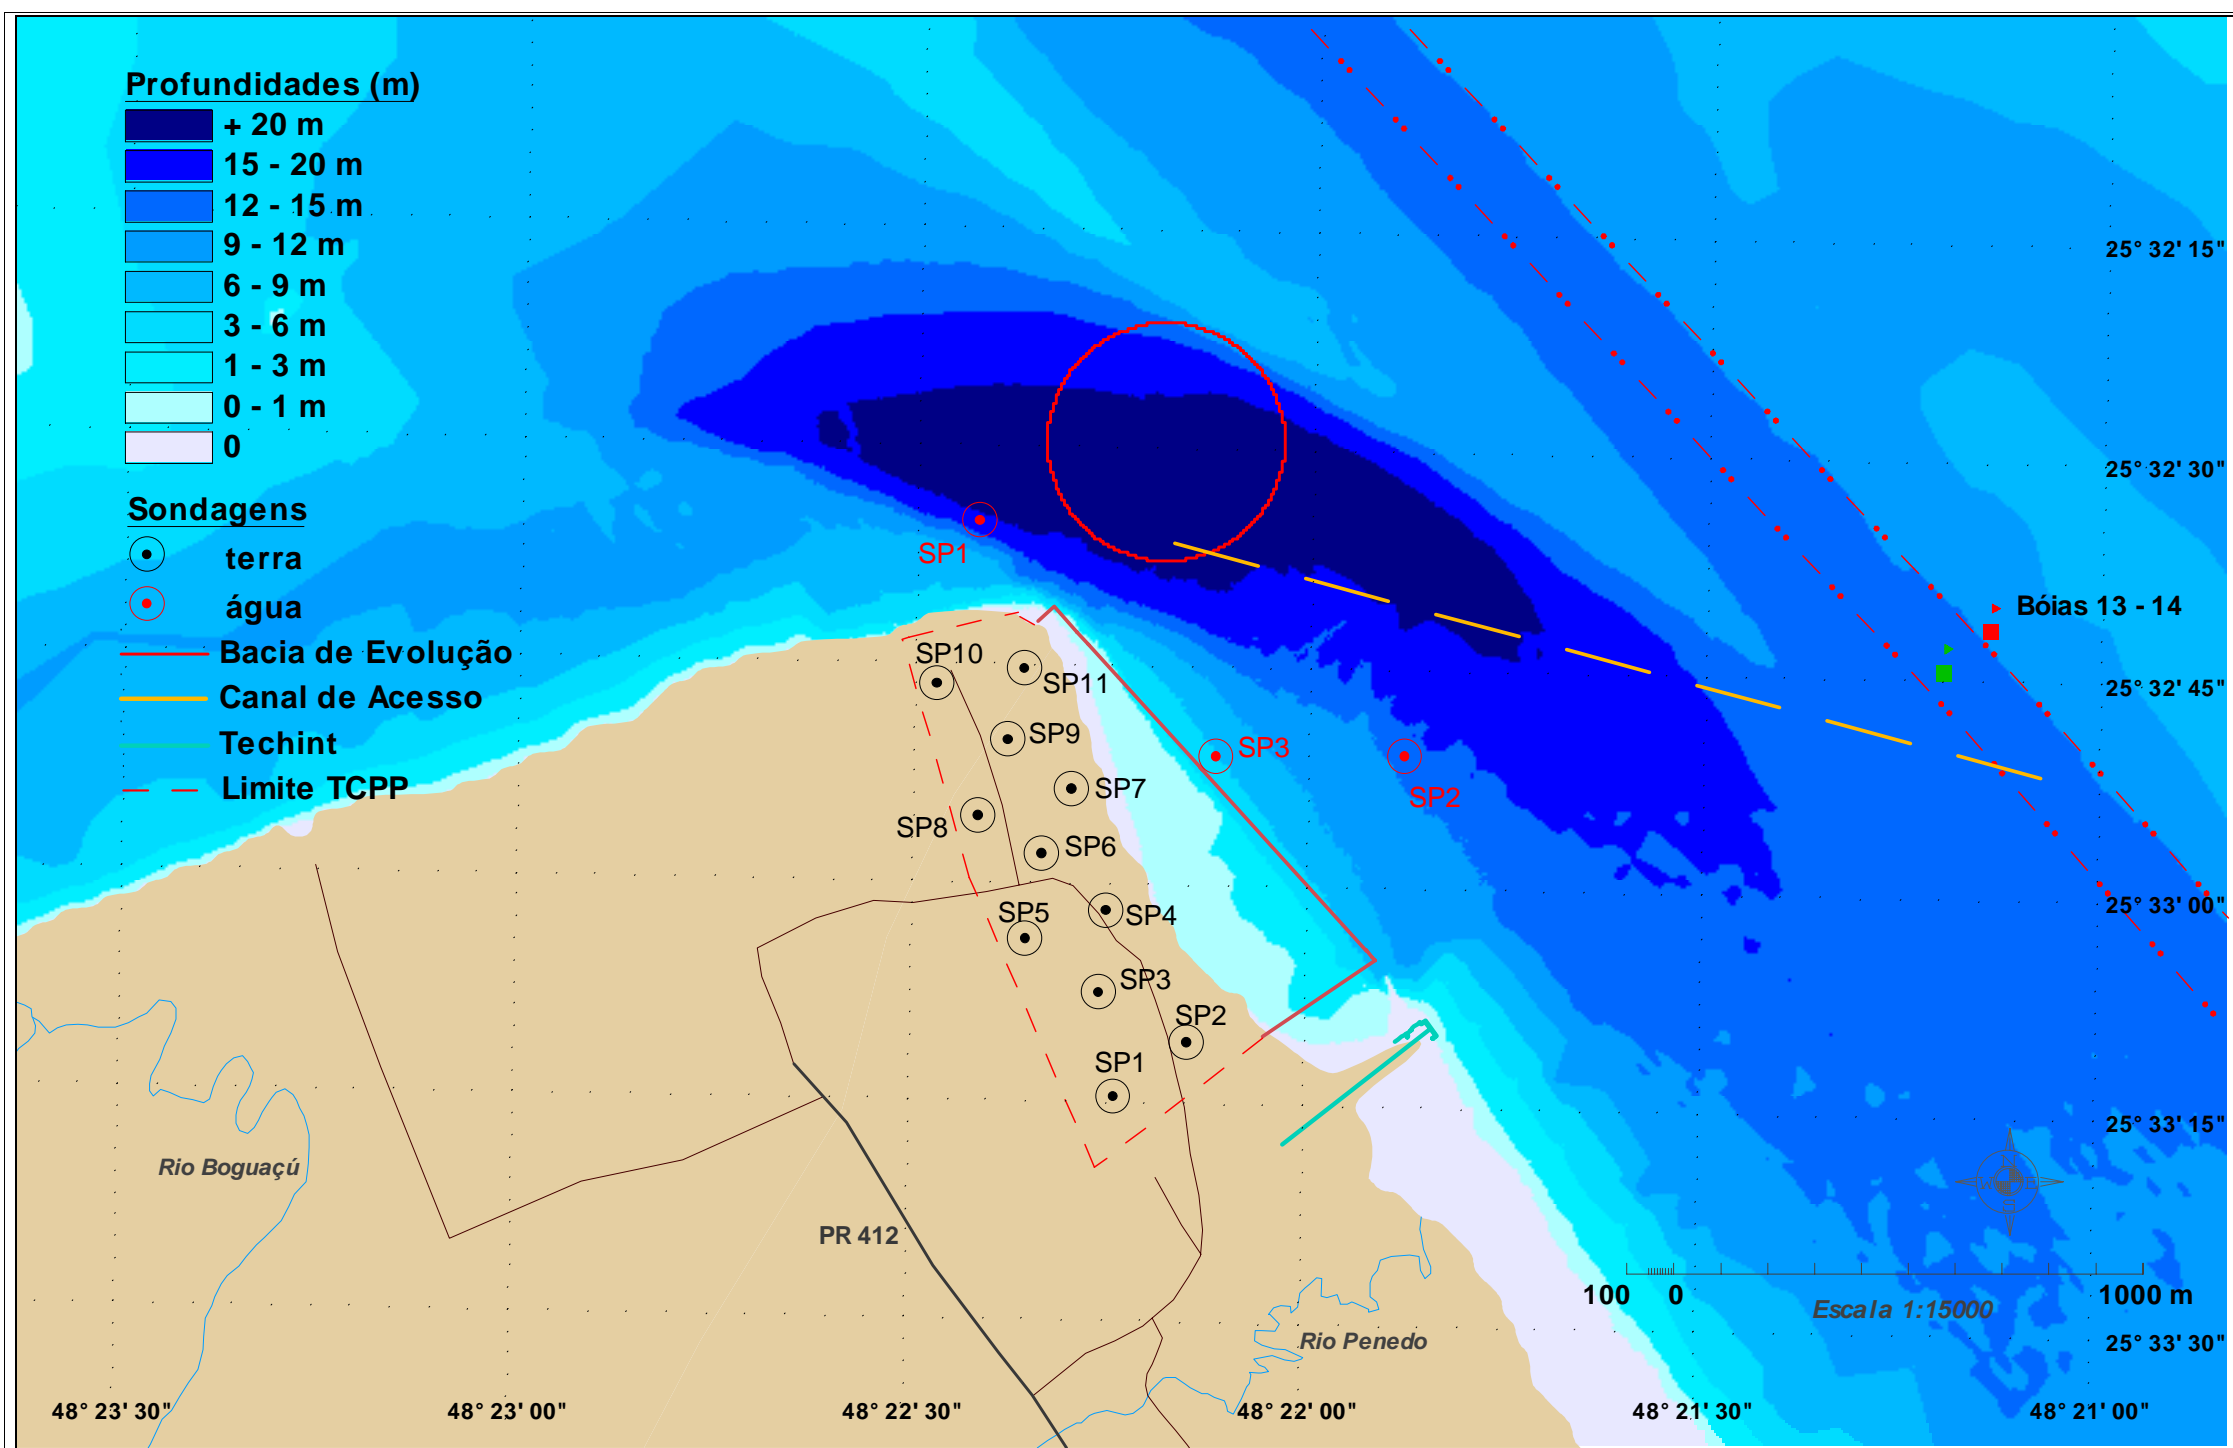 Profundidades (m)
+ 20 m
15 - 20 m
12 - 15 m
9 - 12 m
6 - 9 m
3 - 6 m
1 - 3 m
0 - 1 m
0
Sondagens
terra
água
Bacia de Evolução
Canal de Acesso
Techint
Limite TCPP
25° 32' 15"
25° 32' 30"
SP1
Bóias 13 - 14
SP10
SP11
25° 32' 45"
SP9
SP3
SP7
SP2
SP8
SP6
25° 33' 00"
SP5
SP4
SP3
SP2
SP1
25° 33' 15"
Rio Boguaçú
PR 412
100 0 1000 m
Escala 1:15000
Rio Penedo
25° 33' 30"
48° 23' 30"
48° 23' 00"
48° 22' 30"
48° 22' 00"
48° 21' 30"
48° 21' 00"